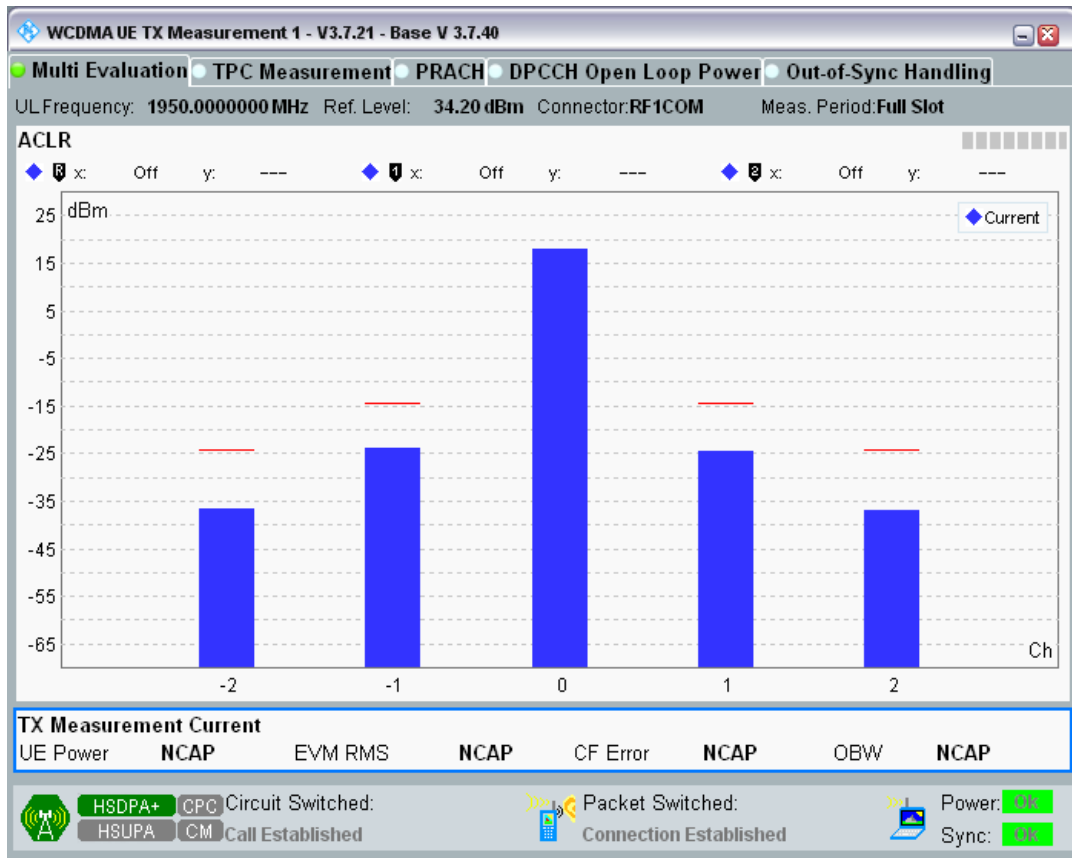 WCDMA UE TX Measurement 1 - V3.7.21 - Base V 3.7.40
Multi Evaluation TPC Measurement PRACH DPCCH Open Loop Power Out-of-Sync Handling
UL Frequency: 1950.0000000 MHz Ref. Level: 34.20 dBm Connector:RF1COM Meas. Period:Full Slot
ACLR
R x: Off y: --- 1 x: Off y: --- 2 x: Off y: ---
dBm
Current
25
15
5
-5
-15
-25
-35
-45
-55
-65
Ch
-2 -1 0 1 2
TX Measurement Current
UE Power NCAP EVM RMS NCAP CF Error NCAP OBW NCAP
HSDPA+ CPC Circuit Switched: Packet Switched: Power: Ok
HSUPA CM Call Established Connection Established Sync: Ok